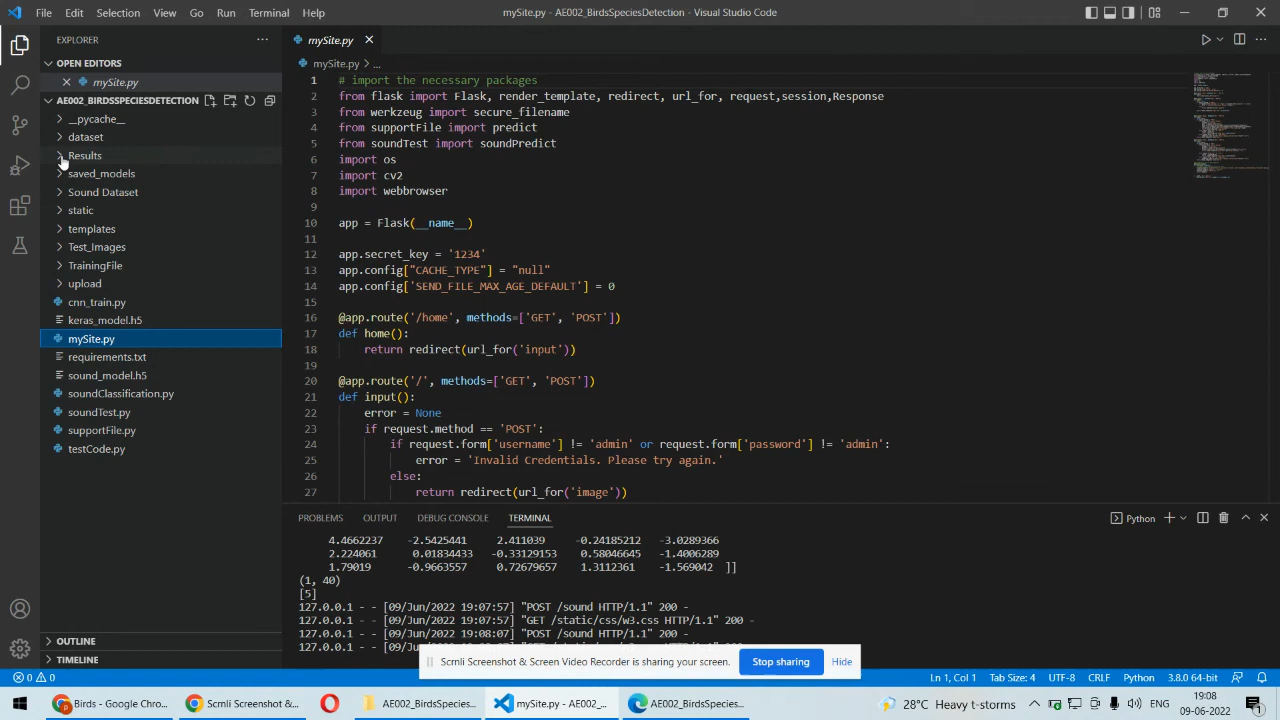 File Edit Selection View Go Run Terminal Help
mySite.py - AE002_BirdsSpeciesDetection - Visual Studio Code
EXPLORER
OPEN EDITORS
mySite.py
AE002_BIRDSSPECIESDETECTION
__pycache__
dataset
Results
saved_models
Sound Dataset
static
templates
Test_Images
TrainingFile
upload
cnn_train.py
keras_model.h5
mySite.py
requirements.txt
sound_model.h5
soundClassification.py
soundTest.py
supportFile.py
testCode.py
OUTLINE
TIMELINE
mySite.py
mySite.py > ...
1 # import the necessary packages
2 from flask import Flask, render_template, redirect, url_for, request,session,Response
3 from werkzeug import secure_filename
4 from supportFile import predict
5 from soundTest import soundPredict
6 import os
7 import cv2
8 import webbrowser
9
10 app = Flask(__name__)
11
12 app.secret_key = '1234'
13 app.config["CACHE_TYPE"] = "null"
14 app.config['SEND_FILE_MAX_AGE_DEFAULT'] = 0
15
16 @app.route('/home', methods=['GET', 'POST'])
17 def home():
18 return redirect(url_for('input'))
19
20 @app.route('/', methods=['GET', 'POST'])
21 def input():
22 error = None
23 if request.method == 'POST':
24 if request.form['username'] != 'admin' or request.form['password'] != 'admin':
25 error = 'Invalid Credentials. Please try again.'
26 else:
27 return redirect(url_for('image'))
PROBLEMS OUTPUT DEBUG CONSOLE TERMINAL
Python
4.4662237 -2.5425441 2.411039 -0.24185212 -3.0289366
2.224061 0.01834433 -0.33129153 0.58046645 -1.4006289
1.79019 -0.9663557 0.72679657 1.3112361 -1.569042 ]]
(1, 40)
[5]
127.0.0.1 - - [09/Jun/2022 19:07:57] "POST /sound HTTP/1.1" 200 -
127.0.0.1 - - [09/Jun/2022 19:07:57] "GET /static/css/w3.css HTTP/1.1" 200 -
127.0.0.1 - - [09/Jun/2022 19:08:07] "POST /sound HTTP/1.1" 200 -
127.0.0.1 - - [09/Jun/2022 19:08:07]
Scrnli Screenshot & Screen Video Recorder is sharing your screen. Stop sharing Hide
0 0
Ln 1, Col 1 Tab Size: 4 UTF-8 CRLF Python 3.8.0 64-bit
Birds - Google Chro...
Scrnli Screenshot &...
AE002_BirdsSpecies...
mySite.py - AE002_...
AE002_BirdsSpecies...
28°C Heavy t-storms
19:08
09-06-2022
1